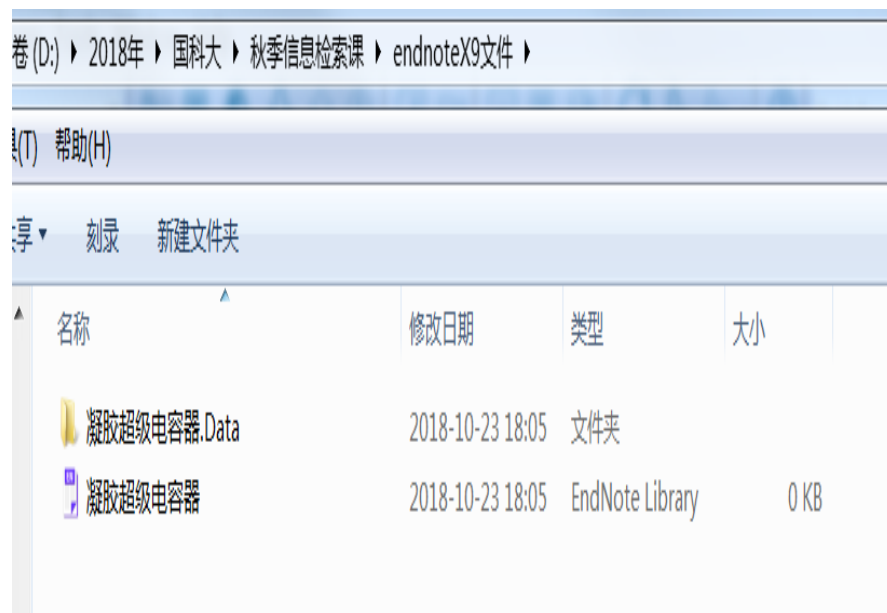 卷 (D:) ▸ 2018年 ▸ 国科大 ▸ 秋季信息检索课 ▸ endnoteX9文件 ▸
(T) 帮助(H)
享 ▾ 刻录 新建文件夹
名称 修改日期 类型 大小
凝胶超级电容器.Data 2018-10-23 18:05 文件夹
凝胶超级电容器 2018-10-23 18:05 EndNote Library 0 KB